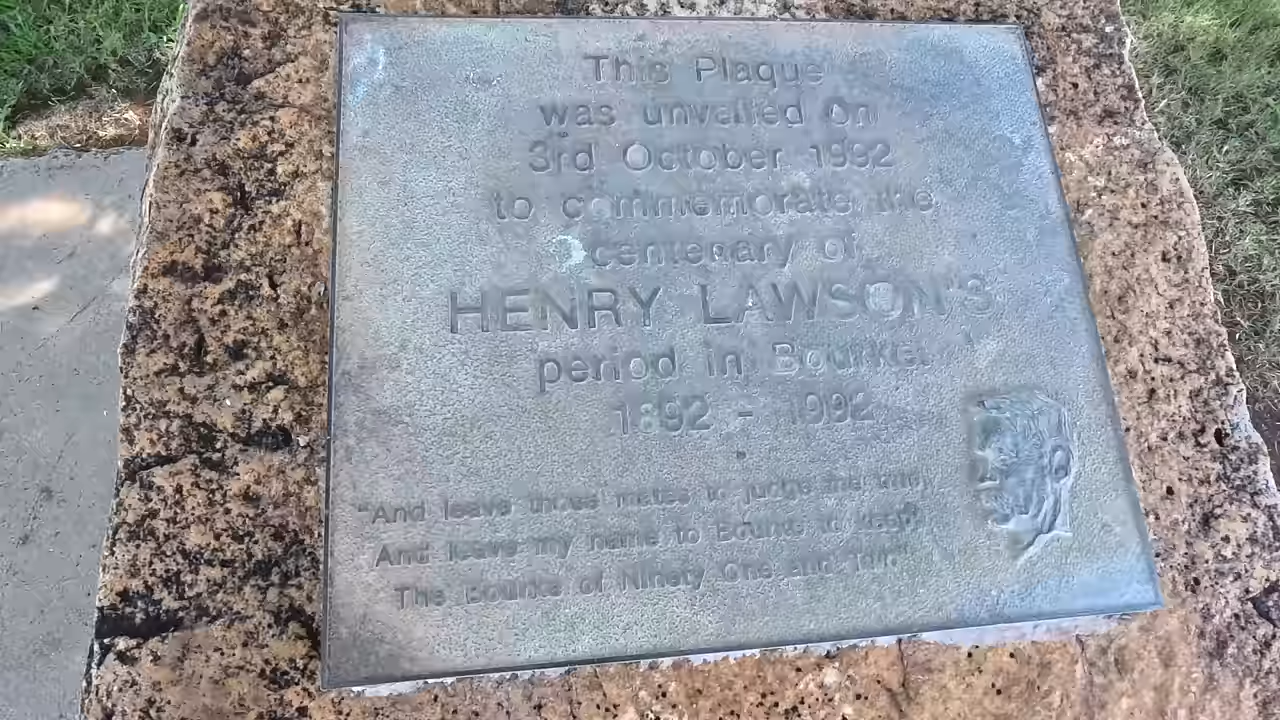 This Plaque
was unveiled on
3rd October 1992
to commemorate the
centenary of
HENRY LAWSON'S
period in Bourke.
1892 - 1992
"And leave those mates to judge me
And leave my name to Bourke to keep
The Bourke of Ninety One and Two."